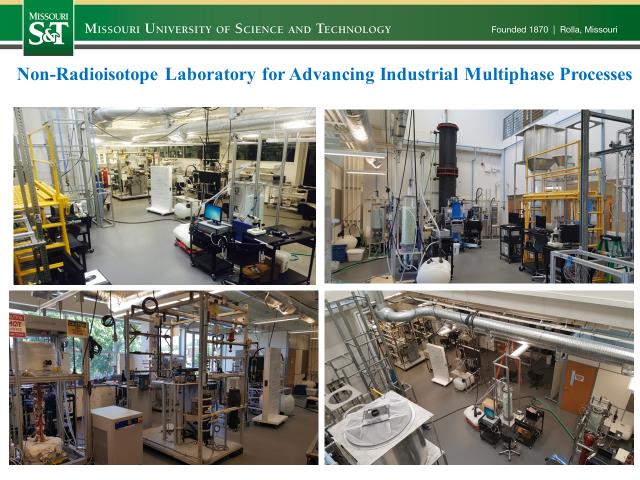 MISSOURI
S&T
MISSOURI UNIVERSITY OF SCIENCE AND TECHNOLOGY
Founded 1870 | Rolla, Missouri
Non-Radioisotope Laboratory for Advancing Industrial Multiphase Processes
HOT